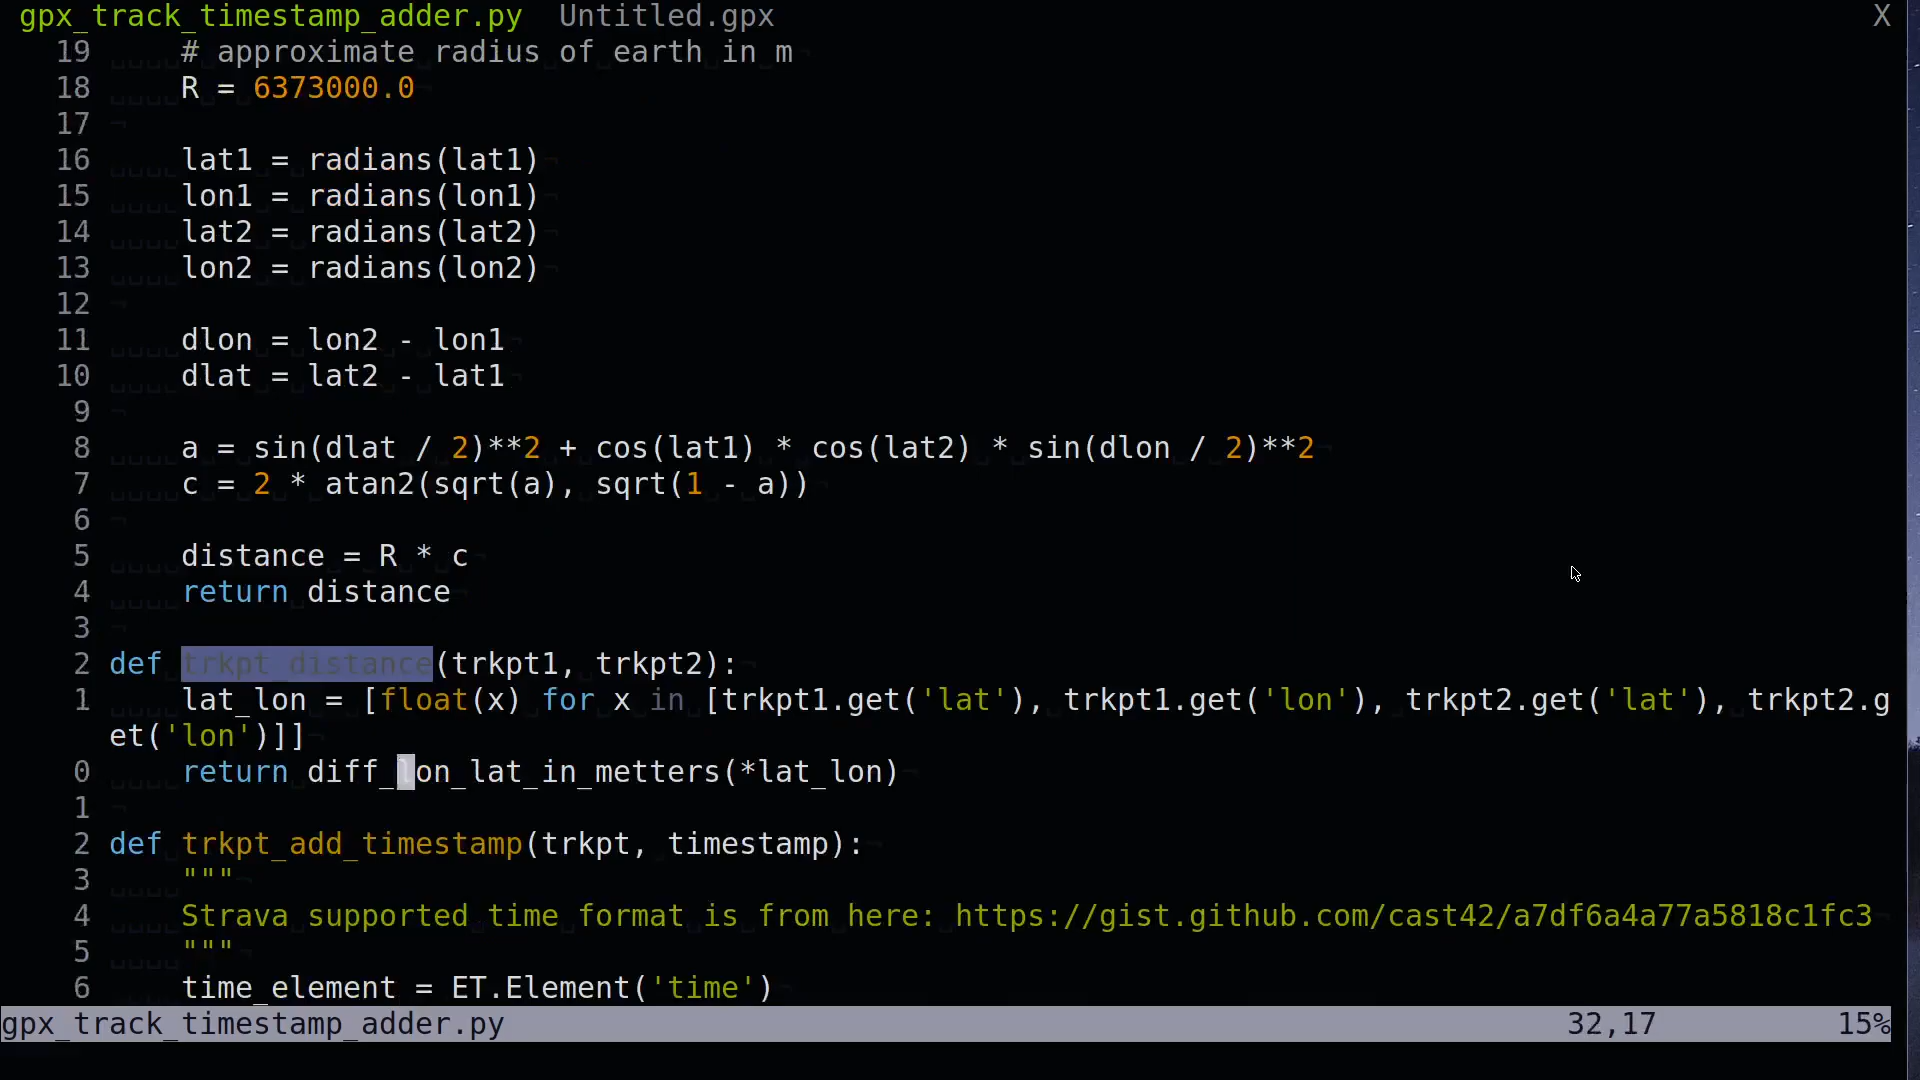 gpx_track_timestamp_adder.py  Untitled.gpx X
19     # approximate radius of earth in m
18     R = 6373000.0
17
16     lat1 = radians(lat1)
15     lon1 = radians(lon1)
14     lat2 = radians(lat2)
13     lon2 = radians(lon2)
12
11     dlon = lon2 - lon1
10     dlat = lat2 - lat1
9
8     a = sin(dlat / 2)**2 + cos(lat1) * cos(lat2) * sin(dlon / 2)**2
7     c = 2 * atan2(sqrt(a), sqrt(1 - a))
6
5     distance = R * c
4     return distance
3
2 def trkpt_distance(trkpt1, trkpt2):
1     lat_lon = [float(x) for x in [trkpt1.get('lat'), trkpt1.get('lon'), trkpt2.get('lat'), trkpt2.g
et('lon')]]
0     return diff_lon_lat_in_metters(*lat_lon)
1
2 def trkpt_add_timestamp(trkpt, timestamp):
3     """
4     Strava supported time format is from here: https://gist.github.com/cast42/a7df6a4a77a5818c1fc3
5     """
6     time_element = ET.Element('time')
gpx_track_timestamp_adder.py 32,17 15%